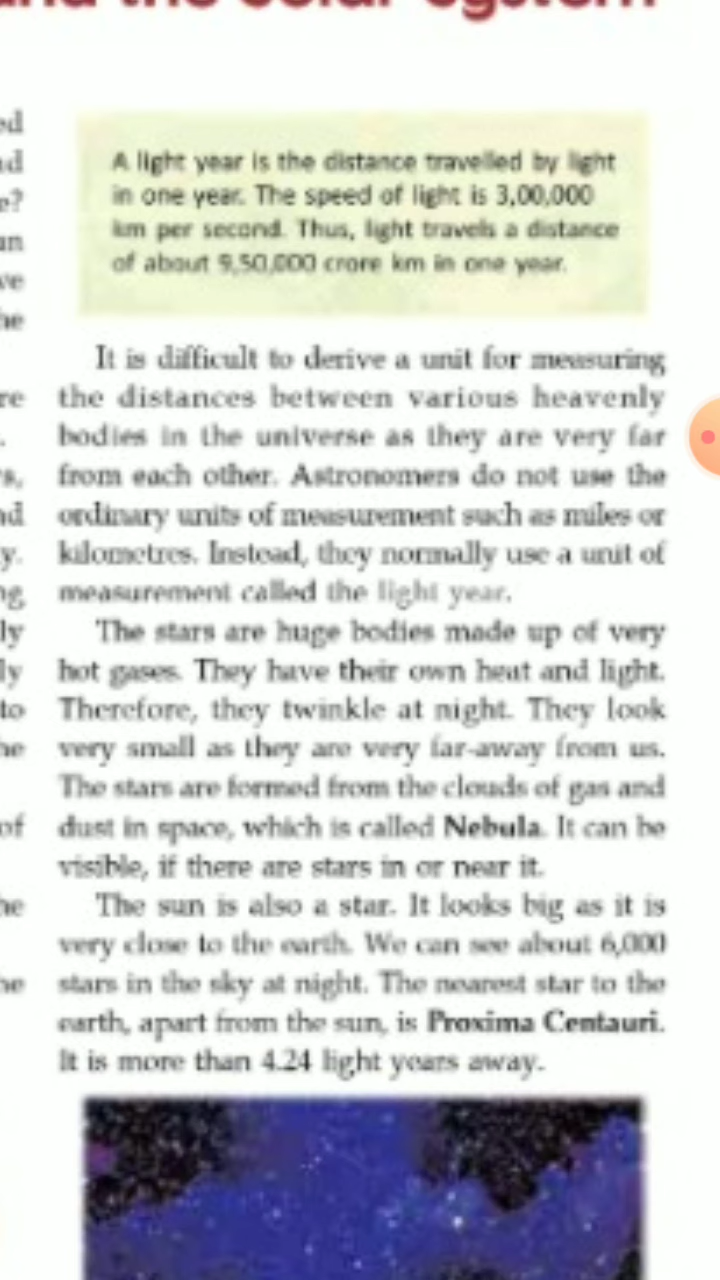 and the solar system
A light year is the distance travelled by light
in one year. The speed of light is 3,00,000
km per second. Thus, light travels a distance
of about 9,50,000 crore km in one year.
It is difficult to derive a unit for measuring
the distances between various heavenly
bodies in the universe as they are very far
from each other. Astronomers do not use the
ordinary units of measurement such as miles or
kilometres. Instead, they normally use a unit of
measurement called the light year.
The stars are huge bodies made up of very
hot gases. They have their own heat and light.
Therefore, they twinkle at night. They look
very small as they are very far-away from us.
The stars are formed from the clouds of gas and
dust in space, which is called Nebula. It can be
visible, if there are stars in or near it.
The sun is also a star. It looks big as it is
very close to the earth. We can see about 6,000
stars in the sky at night. The nearest star to the
earth, apart from the sun, is Proxima Centauri.
It is more than 4.24 light years away.